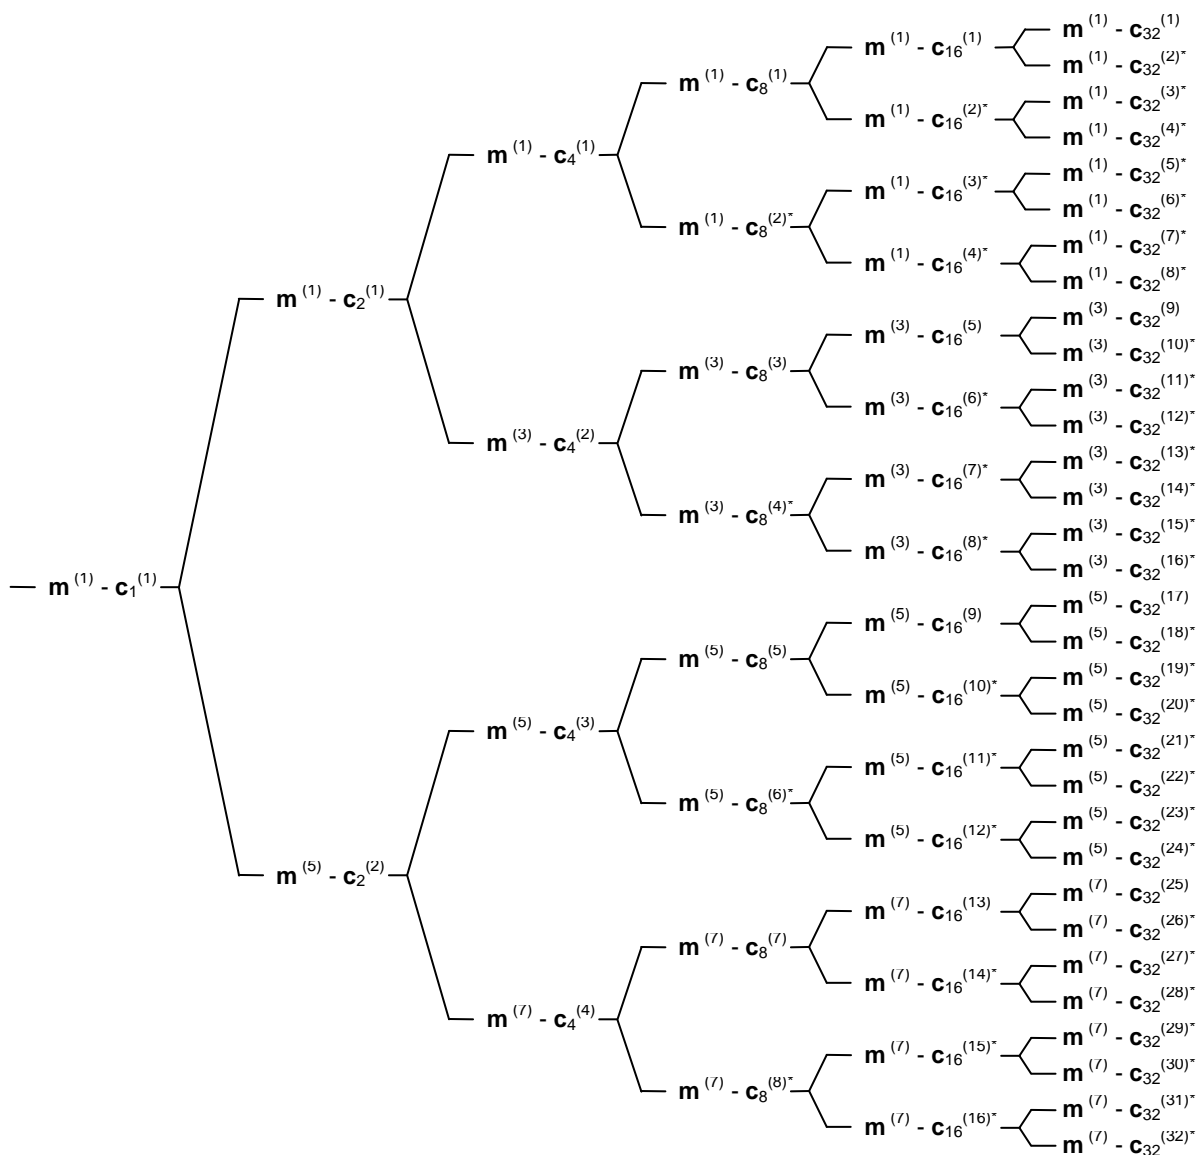 m(1) - c32(1)
m(1) - c16(1)
m(1) - c32(2)*
m(1) - c8(1)
m(1) - c32(3)*
m(1) - c16(2)*
m(1) - c32(4)*
m(1) - c4(1)
m(1) - c32(5)*
m(1) - c16(3)*
m(1) - c32(6)*
m(1) - c8(2)*
m(1) - c32(7)*
m(1) - c16(4)*
m(1) - c32(8)*
m(1) - c2(1)
m(3) - c32(9)
m(3) - c16(5)
m(3) - c32(10)*
m(3) - c8(3)
m(3) - c32(11)*
m(3) - c16(6)*
m(3) - c32(12)*
m(3) - c4(2)
m(3) - c32(13)*
m(3) - c16(7)*
m(3) - c32(14)*
m(3) - c8(4)*
m(3) - c32(15)*
m(3) - c16(8)*
m(3) - c32(16)*
m(1) - c1(1)
m(5) - c32(17)
m(5) - c16(9)
m(5) - c32(18)*
m(5) - c8(5)
m(5) - c32(19)*
m(5) - c16(10)*
m(5) - c32(20)*
m(5) - c4(3)
m(5) - c32(21)*
m(5) - c16(11)*
m(5) - c32(22)*
m(5) - c8(6)*
m(5) - c32(23)*
m(5) - c16(12)*
m(5) - c32(24)*
m(5) - c2(2)
m(7) - c32(25)
m(7) - c16(13)
m(7) - c32(26)*
m(7) - c8(7)
m(7) - c32(27)*
m(7) - c16(14)*
m(7) - c32(28)*
m(7) - c4(4)
m(7) - c32(29)*
m(7) - c16(15)*
m(7) - c32(30)*
m(7) - c8(8)*
m(7) - c32(31)*
m(7) - c16(16)*
m(7) - c32(32)*